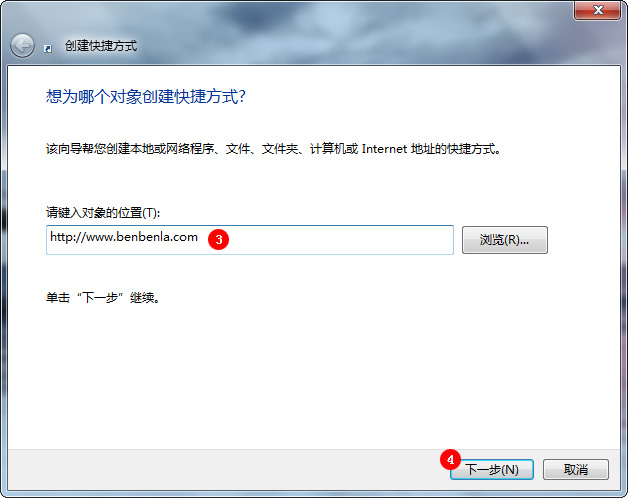 创建快捷方式
想为哪个对象创建快捷方式?
该向导帮您创建本地或网络程序、文件、文件夹、计算机或 Internet 地址的快捷方式。
请键入对象的位置(T):
http://www.benbenla.com 3 浏览(R)...
单击“下一步”继续。
4 下一步(N) 取消